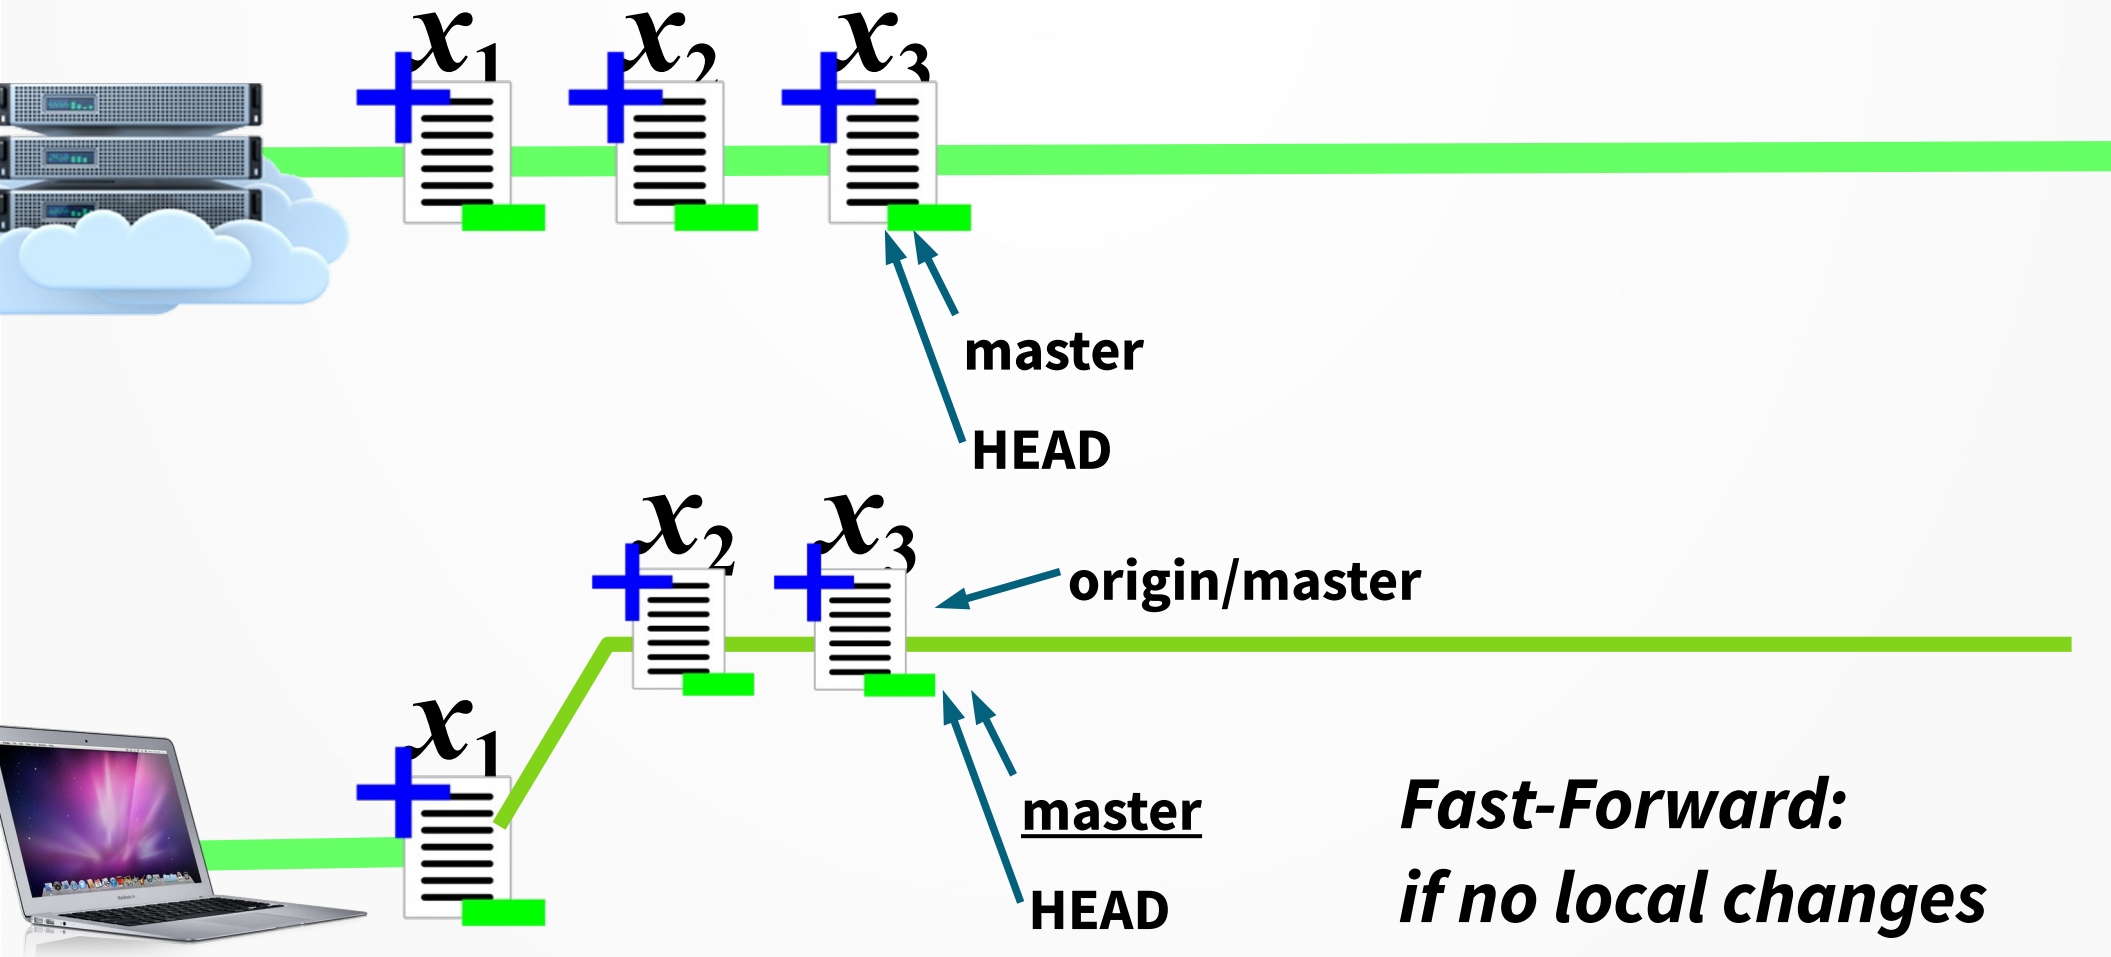 x1 x2 x3
master
HEAD
x2 x3
origin/master
x1
master
HEAD
Fast-Forward:
if no local changes